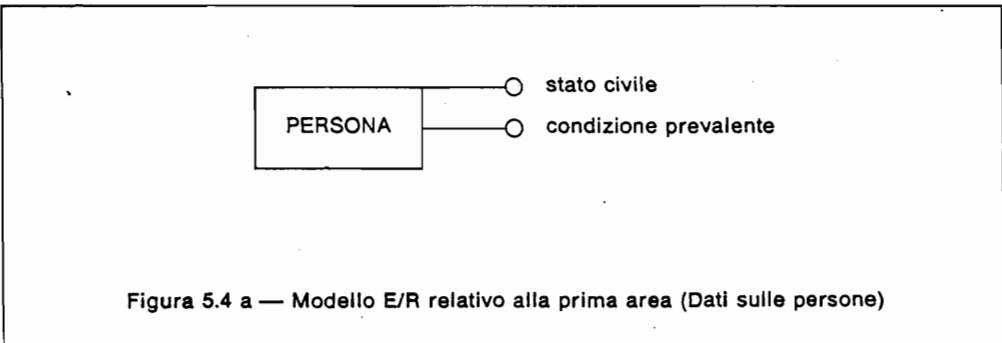 stato civile
PERSONA
condizione prevalente
Figura 5.4 a — Modello E/R relativo alla prima area (Dati sulle persone)